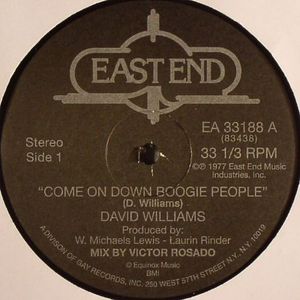 EAST END
Stereo
Side 1
EA 33188 A
(83438)
33 1/3 RPM
©℗ 1977 East End Music
Industries, Inc.
"COME ON DOWN BOOGIE PEOPLE"
(D. Williams)
DAVID WILLIAMS
Produced by:
W. Michaels Lewis - Laurin Rinder
MIX BY VICTOR ROSADO
© Equinox Music
BMI
A DIVISION OF GAY RECORDS, INC. 250 WEST 57TH STREET N.Y, N.Y. 10019